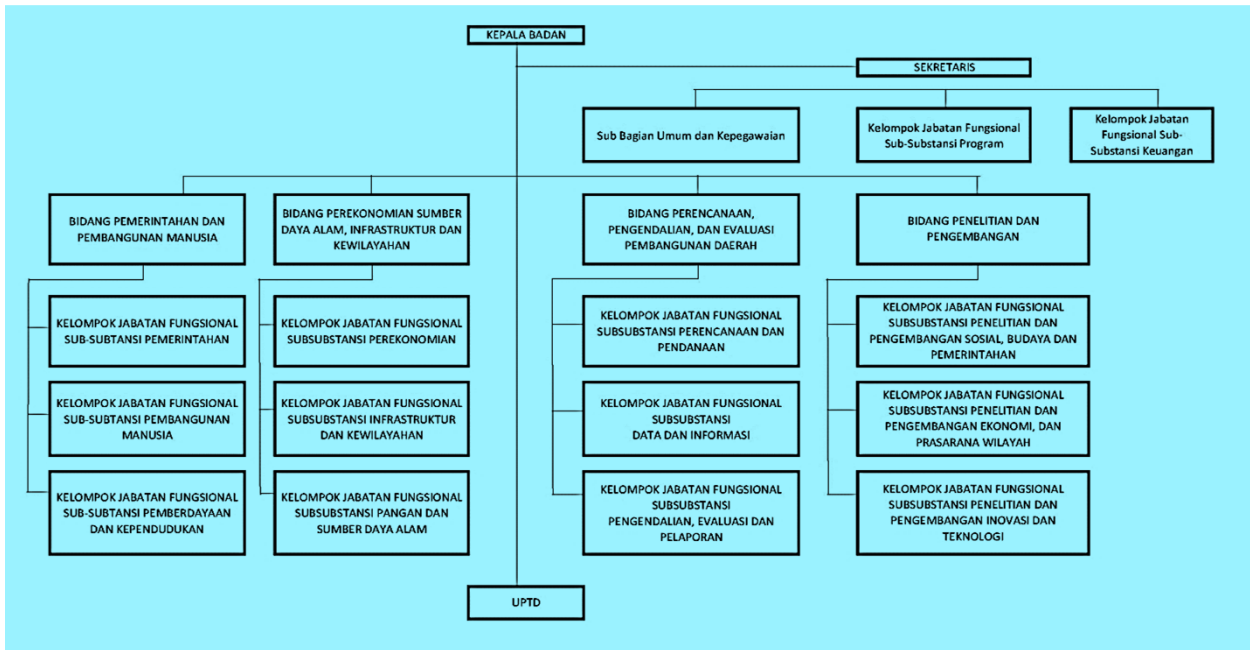 KEPALA BADAN
SEKRETARIS
Sub Bagian Umum dan Kepegawaian
Kelompok Jabatan Fungsional
Sub-Substansi Program
Kelompok Jabatan
Fungsional Sub-
Substansi Keuangan
BIDANG PEMERINTAHAN DAN
PEMBANGUNAN MANUSIA
BIDANG PEREKONOMIAN SUMBER
DAYA ALAM, INFRASTRUKTUR DAN
KEWILAYAHAN
BIDANG PERENCANAAN,
PENGENDALIAN, DAN EVALUASI
PEMBANGUNAN DAERAH
BIDANG PENELITIAN DAN
PENGEMBANGAN
KELOMPOK JABATAN FUNGSIONAL
SUB-SUBTANSI PEMERINTAHAN
KELOMPOK JABATAN FUNGSIONAL
SUBSUBSTANSI PEREKONOMIAN
KELOMPOK JABATAN FUNGSIONAL
SUBSUBSTANSI PERENCANAAN DAN
PENDANAAN
KELOMPOK JABATAN FUNGSIONAL
SUBSUBSTANSI PENELITIAN DAN
PENGEMBANGAN SOSIAL, BUDAYA DAN
PEMERINTAHAN
KELOMPOK JABATAN FUNGSIONAL
SUB-SUBTANSI PEMBANGUNAN
MANUSIA
KELOMPOK JABATAN FUNGSIONAL
SUBSUBSTANSI INFRASTRUKTUR
DAN KEWILAYAHAN
KELOMPOK JABATAN FUNGSIONAL
SUBSUBSTANSI
DATA DAN INFORMASI
KELOMPOK JABATAN FUNGSIONAL
SUBSUBSTANSI PENELITIAN DAN
PENGEMBANGAN EKONOMI, DAN
PRASARANA WILAYAH
KELOMPOK JABATAN FUNGSIONAL
SUB-SUBTANSI PEMBERDAYAAN
DAN KEPENDUDUKAN
KELOMPOK JABATAN FUNGSIONAL
SUBSUBSTANSI PANGAN DAN
SUMBER DAYA ALAM
KELOMPOK JABATAN FUNGSIONAL
SUBSUBSTANSI
PENGENDALIAN, EVALUASI DAN
PELAPORAN
KELOMPOK JABATAN FUNGSIONAL
SUBSUBSTANSI PENELITIAN DAN
PENGEMBANGAN INOVASI DAN
TEKNOLOGI
UPTD